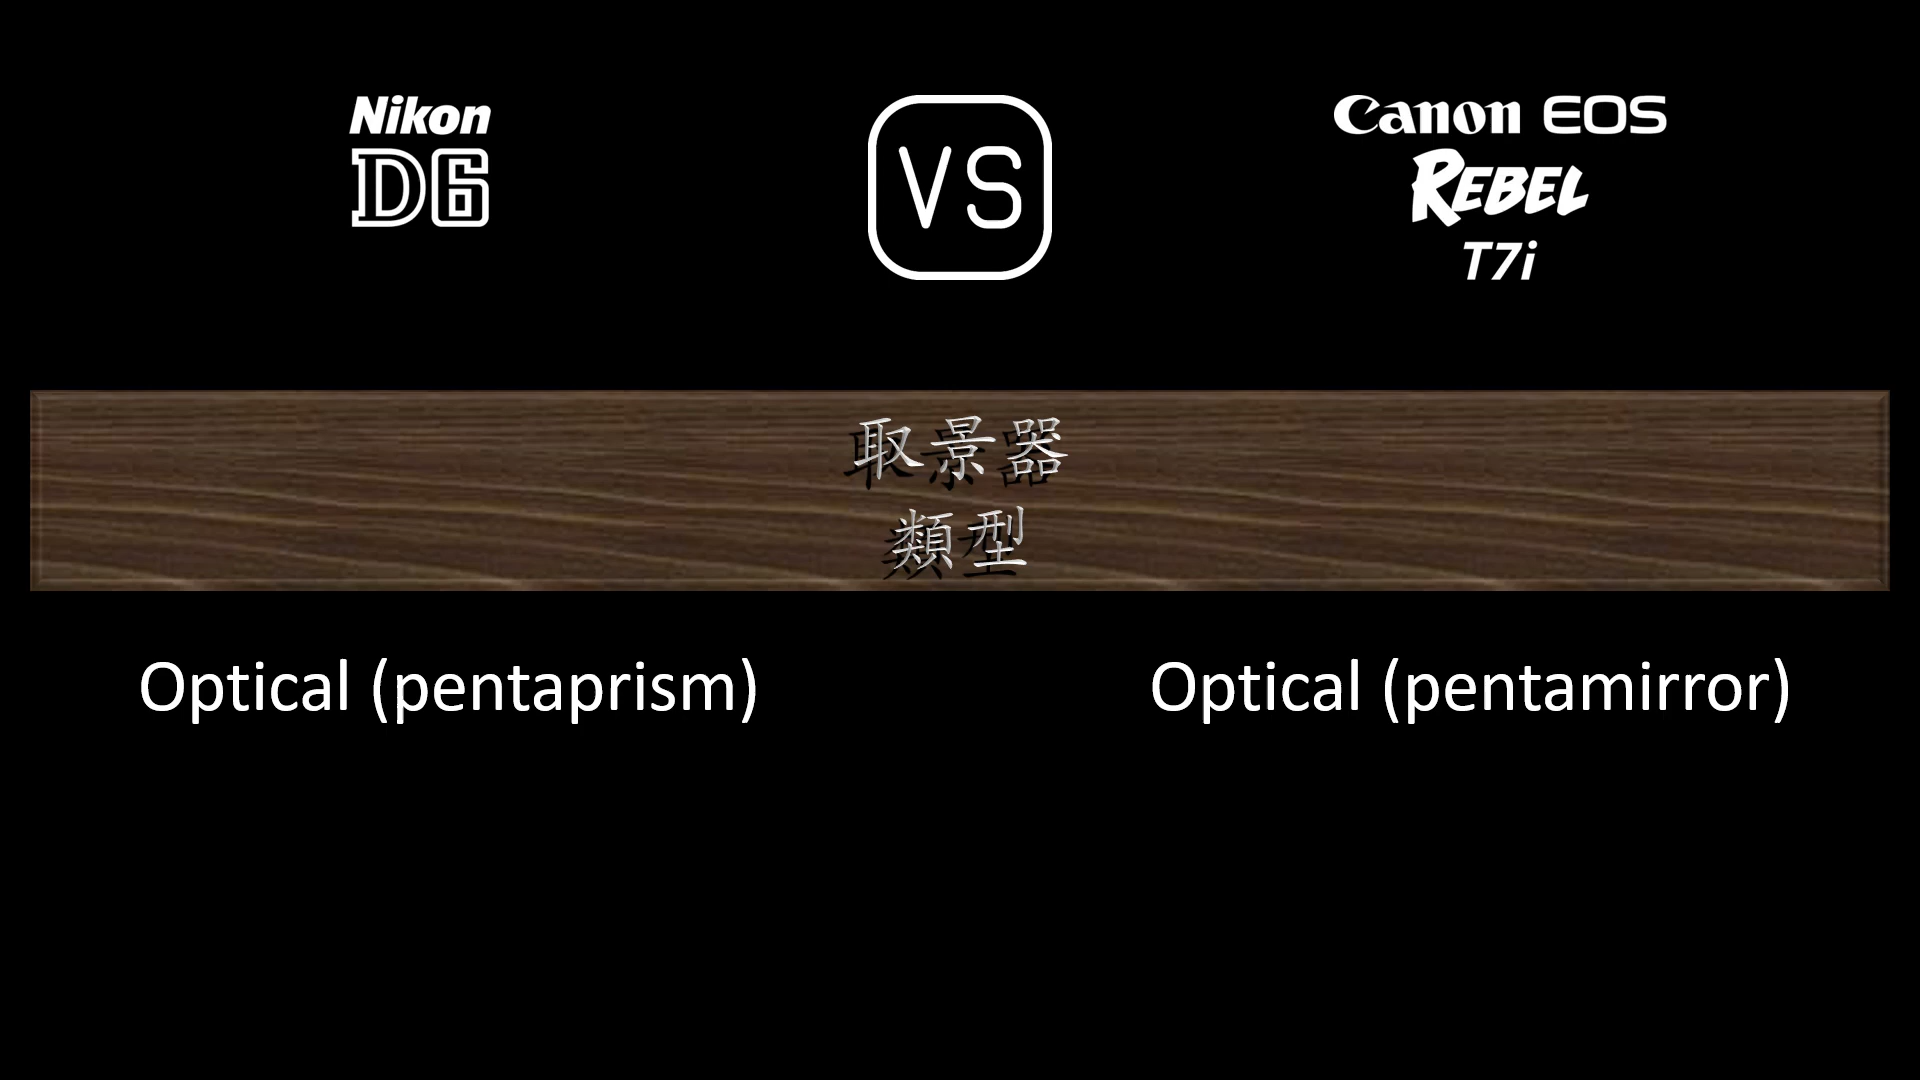 Nikon
D6
VS
Canon EOS
REBEL
T7i
取景器
類型
Optical (pentaprism)
Optical (pentamirror)